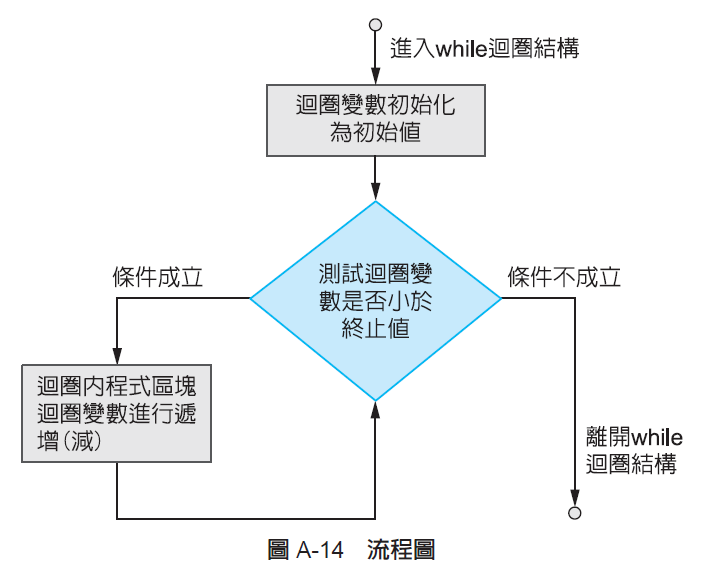 進入while迴圈結構
迴圈變數初始化
為初始值
測試迴圈變
數是否小於
終止值
條件成立
條件不成立
迴圈內程式區塊
迴圈變數進行遞
增(減)
離開while
迴圈結構
圖 A-14 流程圖